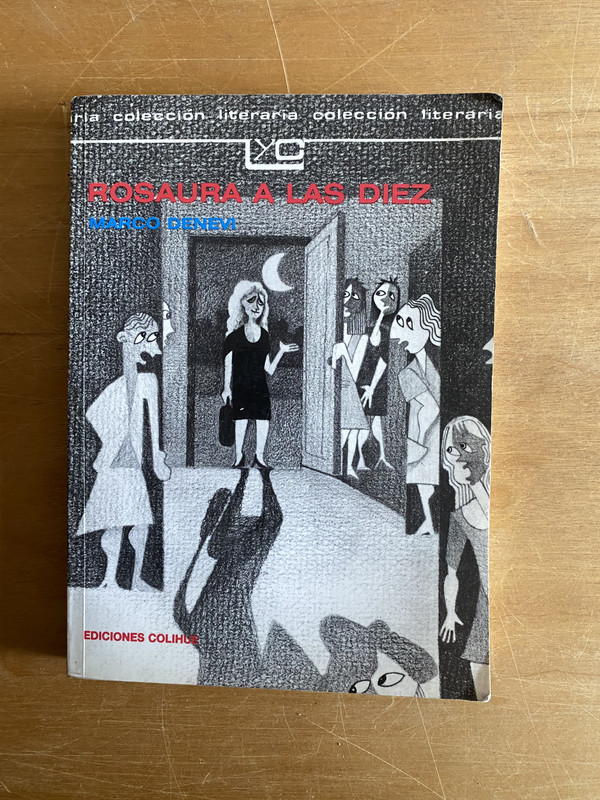 ria colección literaria colección literaria
LyC
ROSAURA A LAS DIEZ
MARCO DENEVI
EDICIONES COLIHUE